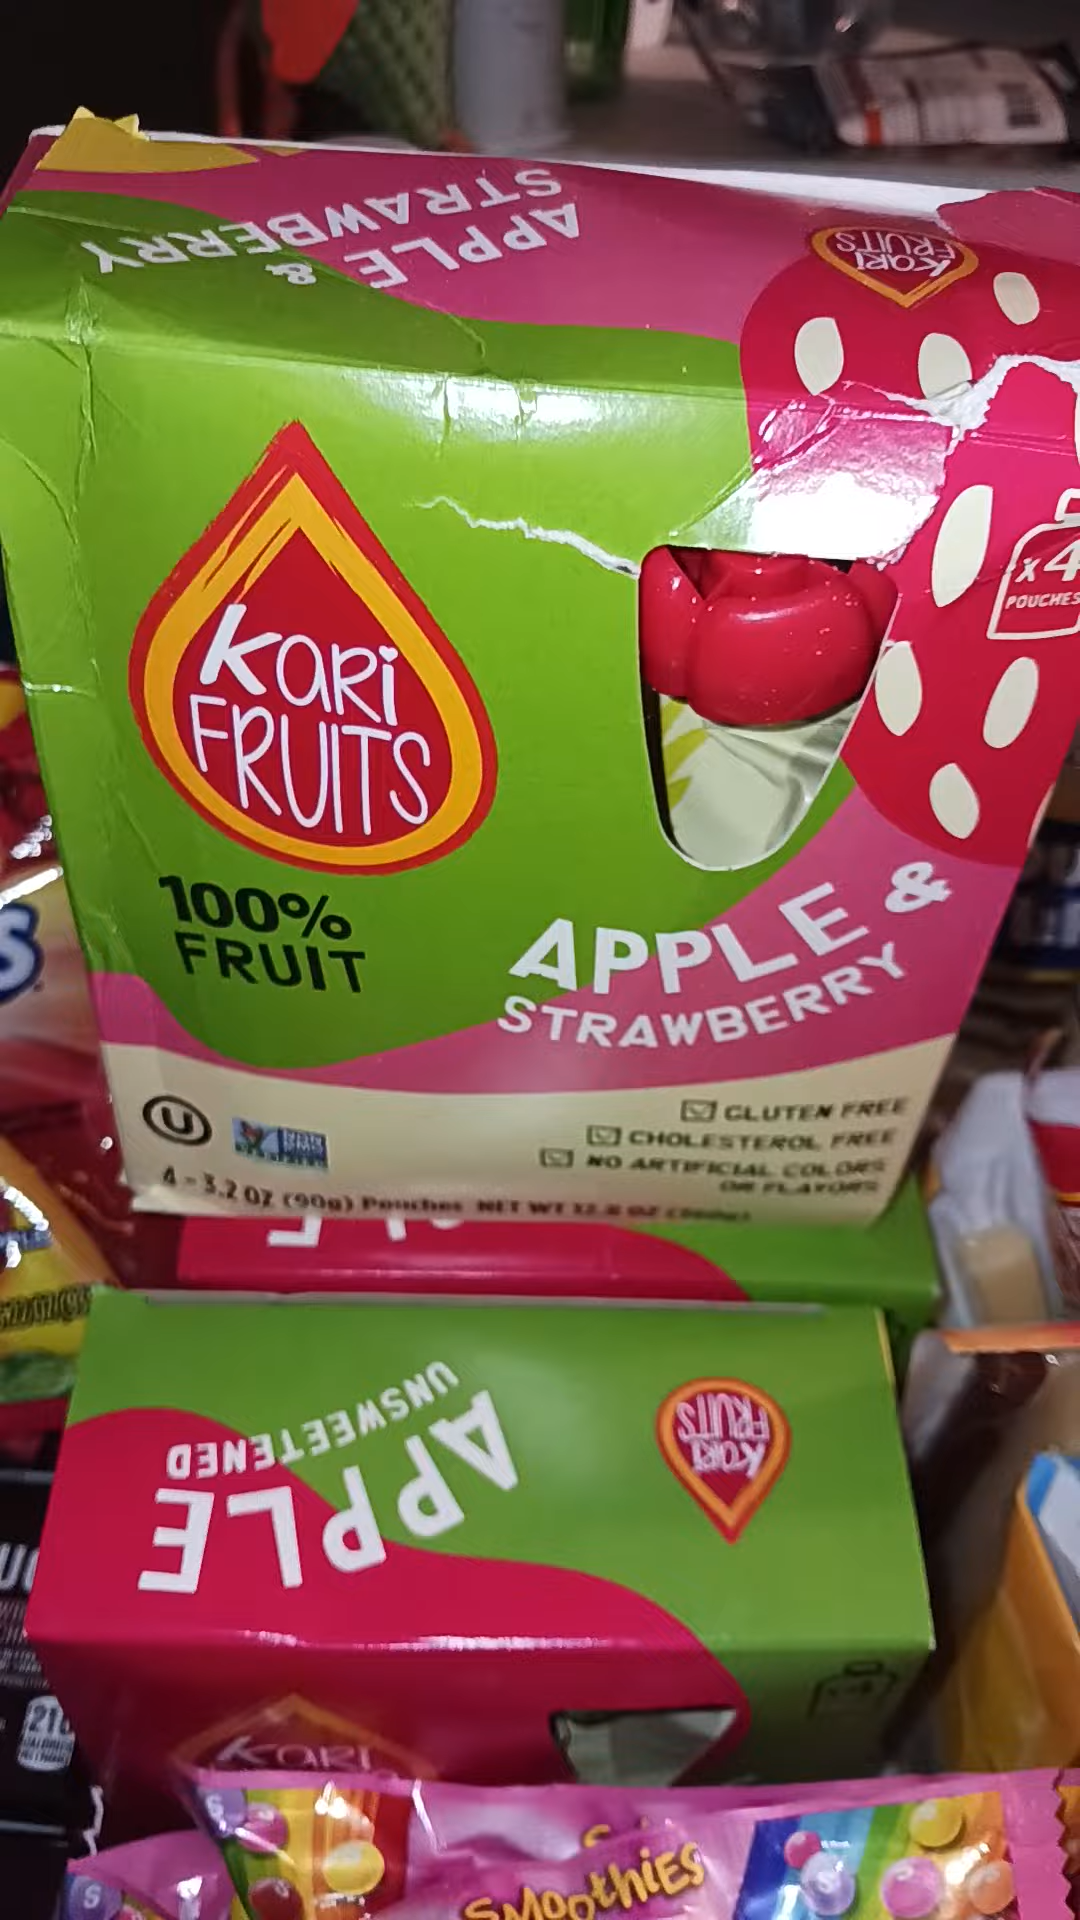 APPLE &
STRAWBERRY
KARI
FRUITS
KARI
FRUITS
x4
POUCHES
100%
FRUIT
APPLE &
STRAWBERRY
U
GLUTEN FREE
CHOLESTEROL FREE
NO ARTIFICIAL COLORS
OR FLAVORS
4 - 3.2 OZ (90g) Pouches NET WT 12.8 OZ
APPLE
UNSWEETENED
KARI
FRUITS
KARI
S
S
SMOOTHIES